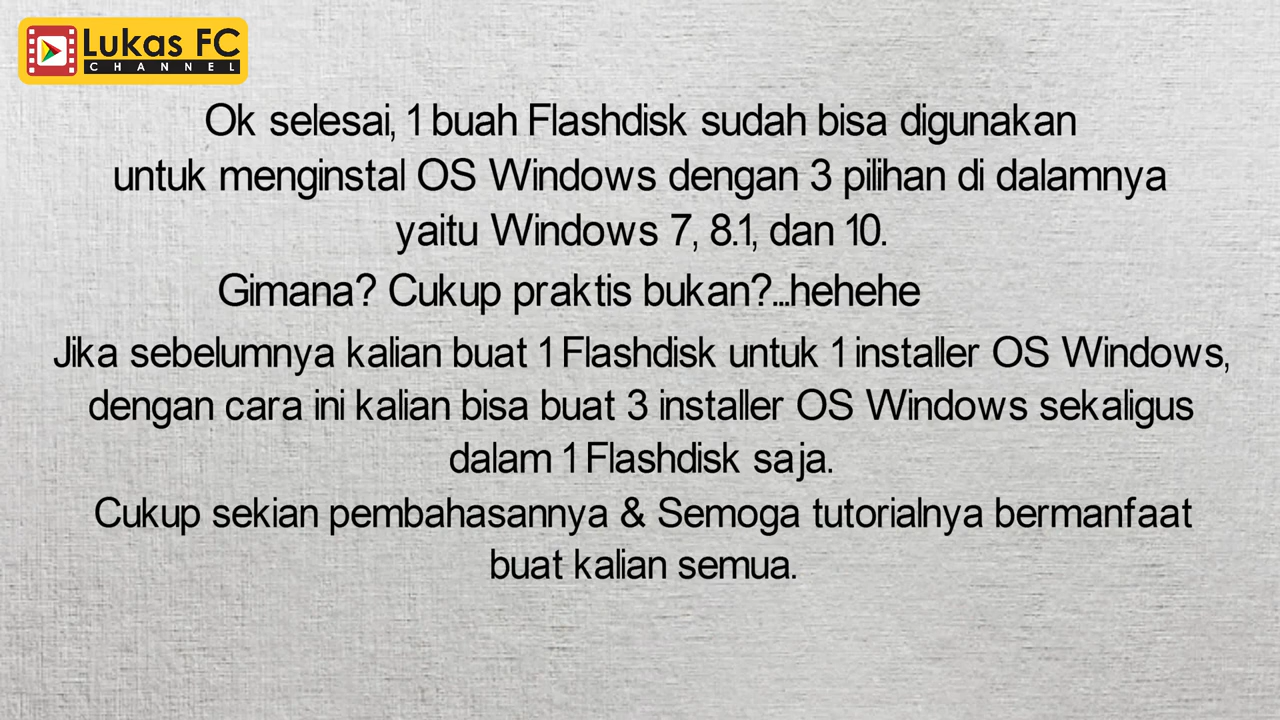 Lukas FC
CHANNEL
Ok selesai, 1 buah Flashdisk sudah bisa digunakan
untuk menginstal OS Windows dengan 3 pilihan di dalamnya
yaitu Windows 7, 8.1, dan 10.
Gimana? Cukup praktis bukan?...hehehe
Jika sebelumnya kalian buat 1 Flashdisk untuk 1 installer OS Windows,
dengan cara ini kalian bisa buat 3 installer OS Windows sekaligus
dalam 1 Flashdisk saja.
Cukup sekian pembahasannya & Semoga tutorialnya bermanfaat
buat kalian semua.